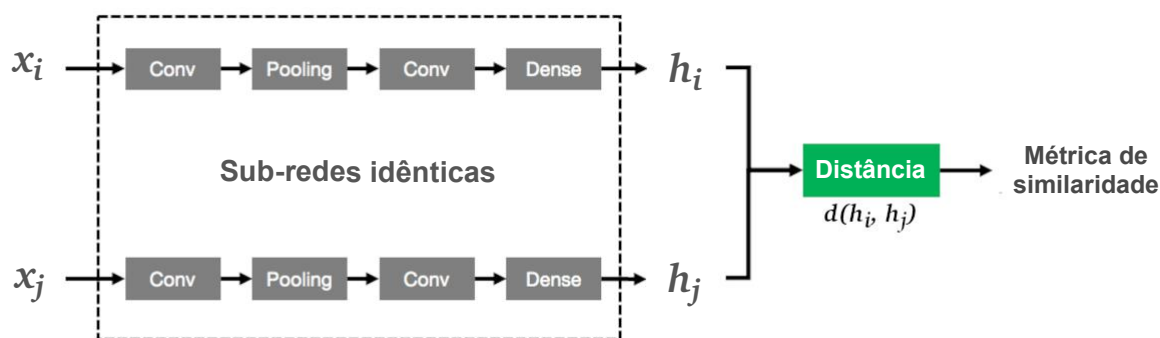 x_i Conv Pooling Conv Dense h_i
Sub-redes idênticas
Distância
d(h_i, h_j)
Métrica de
similaridade
x_j Conv Pooling Conv Dense h_j